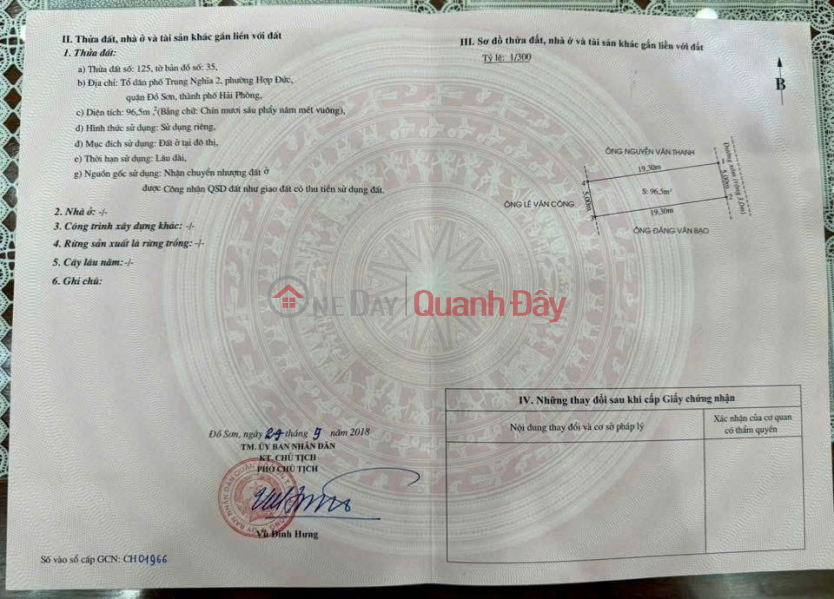 II. Thửa đất, nhà ở và tài sản khác gắn liền với đất
1. Thửa đất:
a) Thửa đất số: 125, tờ bản đồ số: 35,
b) Địa chỉ: Tổ dân phố Trung Nghĩa 2, phường Hợp Đức,
quận Đồ Sơn, thành phố Hải Phòng,
c) Diện tích: 96,5m ²(Bằng chữ: Chín mươi sáu phẩy năm mét vuông),
d) Hình thức sử dụng: Sử dụng riêng,
đ) Mục đích sử dụng: Đất ở tại đô thị,
e) Thời hạn sử dụng: Lâu dài,
g) Nguồn gốc sử dụng: Nhận chuyển nhượng đất ở
được Công nhận QSD đất như giao đất có thu tiền sử dụng đất.
2. Nhà ở: -/-
3. Công trình xây dựng khác: -/-
4. Rừng sản xuất là rừng trồng: -/-
5. Cây lâu năm: -/-
6. Ghi chú:
Đồ Sơn, ngày 24 tháng 9 năm 2018
TM. ỦY BAN NHÂN DÂN
KT. CHỦ TỊCH
PHÓ CHỦ TỊCH
Vũ Đình Hưng
Số vào sổ cấp GCN: CH 01966
III. Sơ đồ thửa đất, nhà ở và tài sản khác gắn liền với đất
Tỷ lệ: 1/300
B
ÔNG NGUYỄN VĂN THANH
19.30m
4
5.00m
S: 96.5m²
5.00m
ÔNG LÊ VĂN CÔNG
19.30m
ÔNG ĐẶNG VĂN BẠO
ONEDAY
Quanh Đây
IV. Những thay đổi sau khi cấp Giấy chứng nhận
Nội dung thay đổi và cơ sở pháp lý
Xác nhận của cơ quan
có thẩm quyền